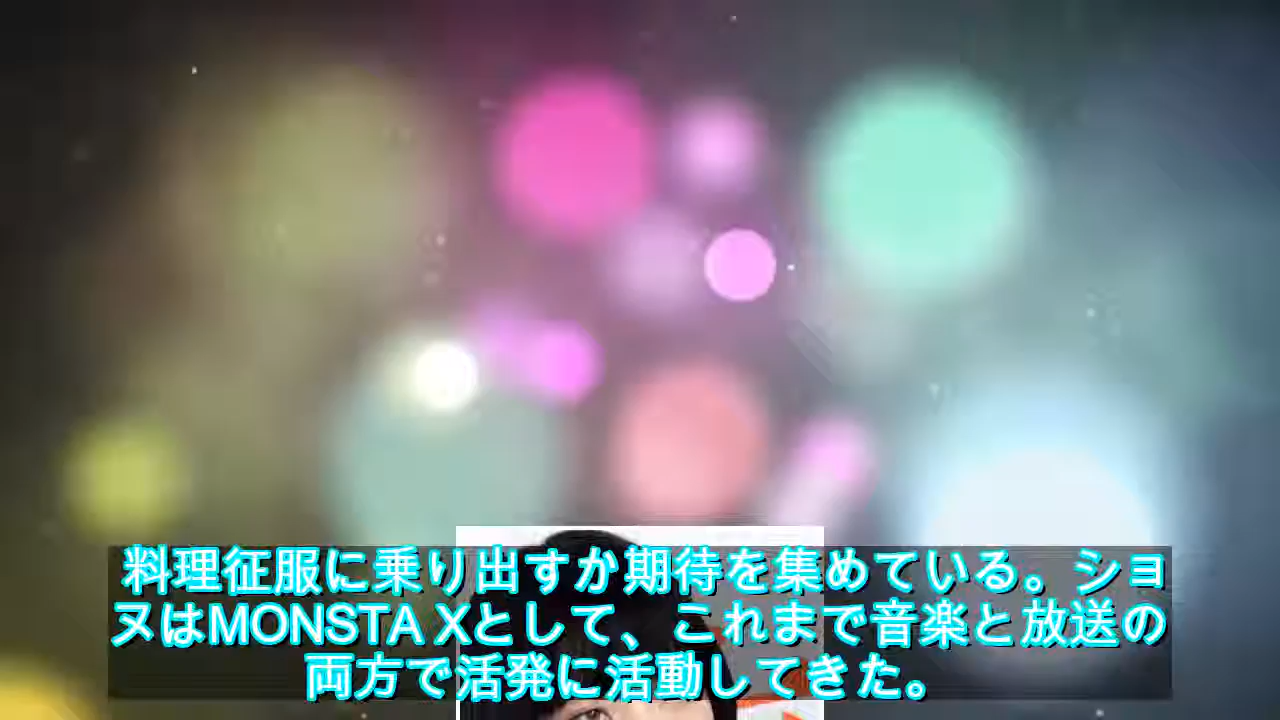 料理征服に乗り出すか期待を集めている。ショ
ヌはMONSTA Xとして、これまで音楽と放送の
両方で活発に活動してきた。